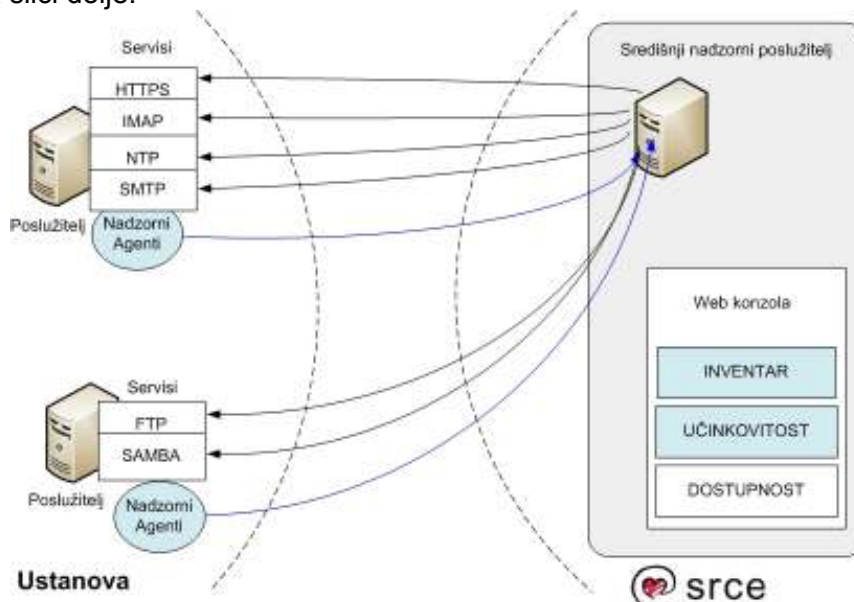 Servisi
HTTPS
IMAP
NTP
SMTP
Poslužitelj
Nadzorni
Agenti
Servisi
FTP
SAMBA
Poslužitelj
Nadzorni
Agenti
Ustanova
Središnji nadzorni poslužitelj
Web konzola
INVENTAR
UČINKOVITOST
DOSTUPNOST
srce